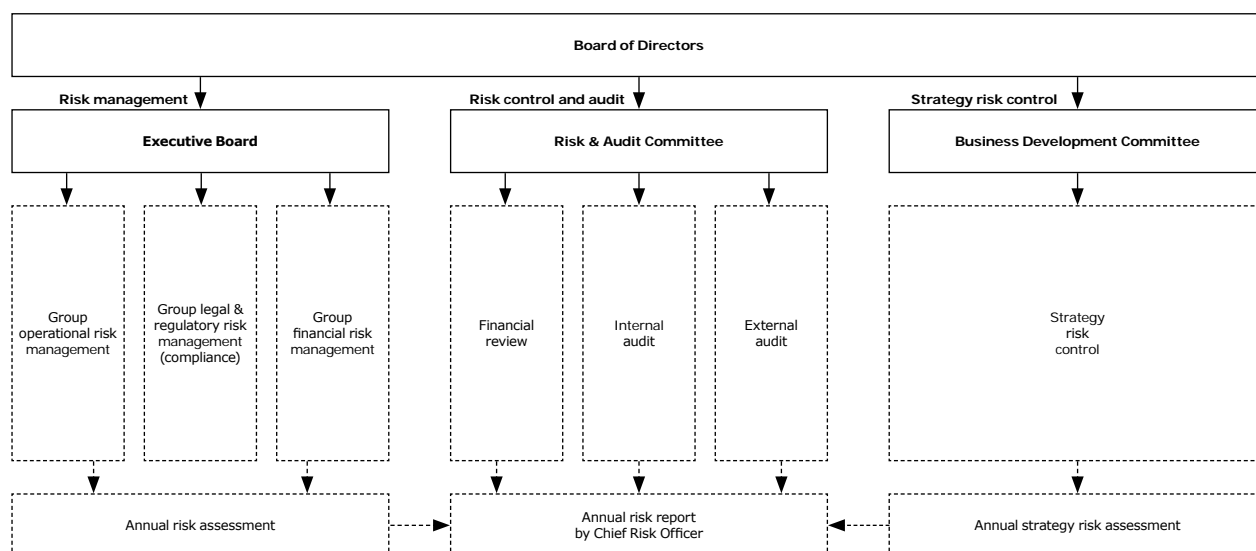 Board of Directors
Risk management
Risk control and audit
Strategy risk control
Executive Board
Risk & Audit Committee
Business Development Committee
Group
operational risk
management
Group legal &
regulatory risk
management
(compliance)
Group
financial risk
management
Financial
review
Internal
audit
External
audit
Strategy
risk
control
Annual risk assessment
Annual risk report
by Chief Risk Officer
Annual strategy risk assessment